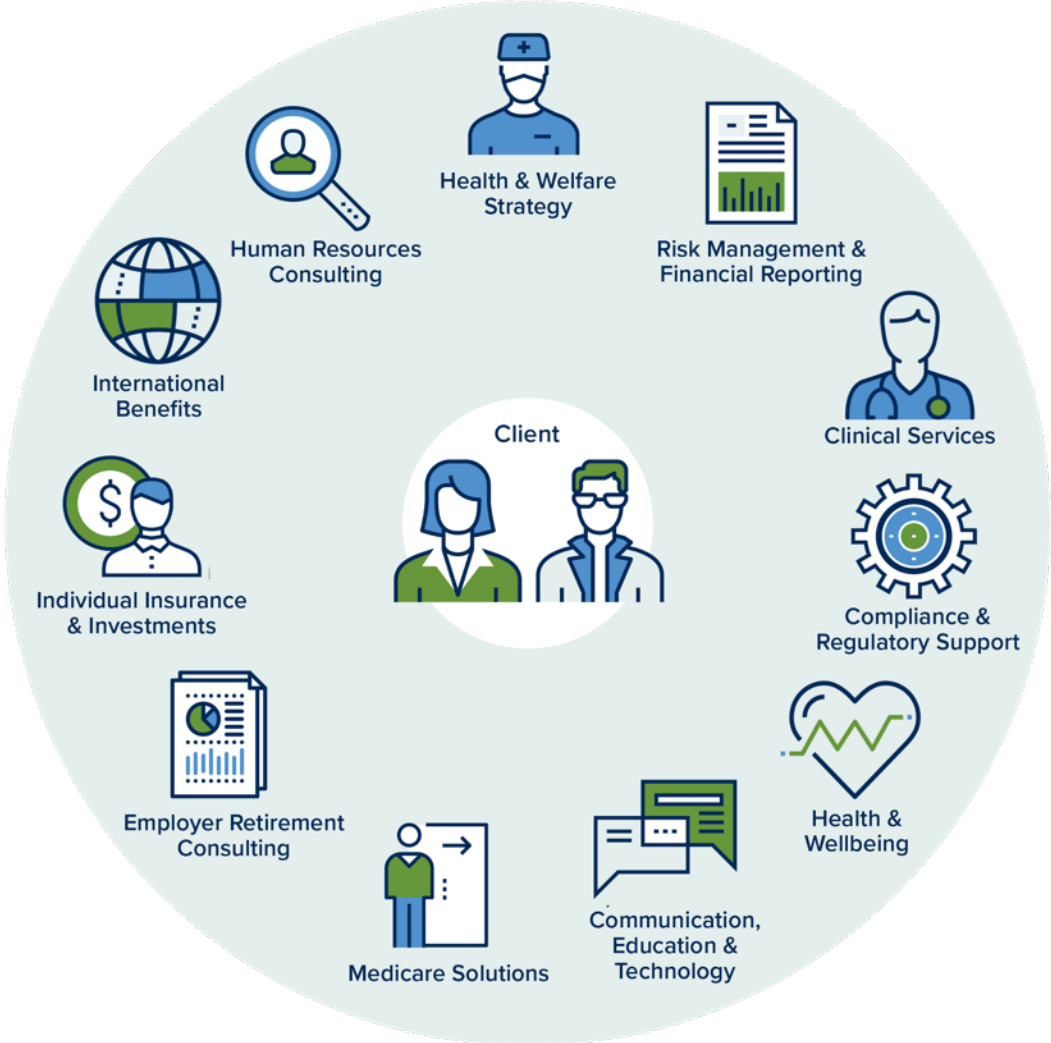 Health & Welfare
Strategy
Risk Management &
Financial Reporting
Clinical Services
Compliance &
Regulatory Support
Health &
Wellbeing
Communication,
Education &
Technology
Medicare Solutions
Employer Retirement
Consulting
Individual Insurance
& Investments
International
Benefits
Human Resources
Consulting
Client
$